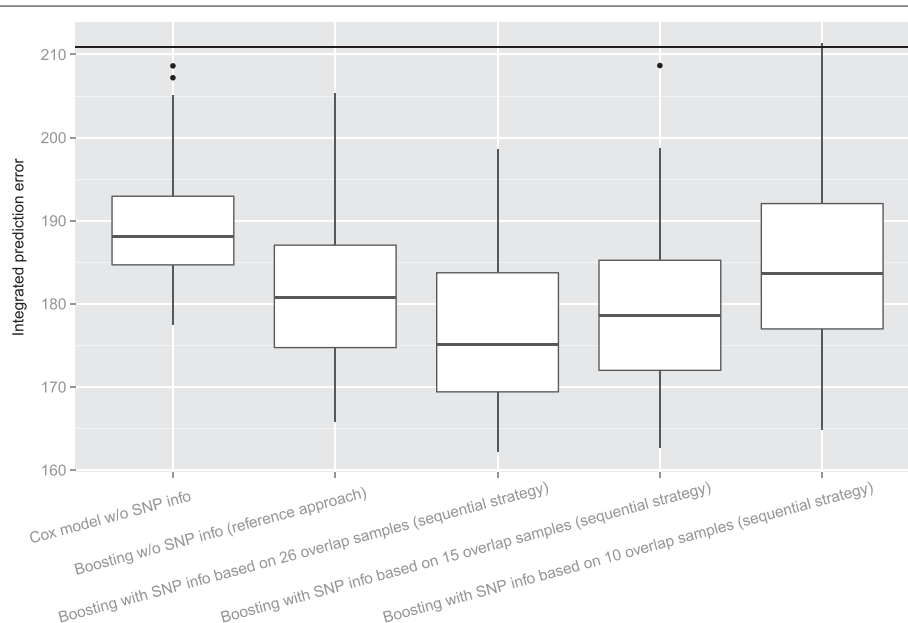 210
200
190
180
170
160
Integrated prediction error
Cox model w/o SNP info
Boosting w/o SNP info (reference approach)
Boosting with SNP info based on 26 overlap samples (sequential strategy)
Boosting with SNP info based on 15 overlap samples (sequential strategy)
Boosting with SNP info based on 10 overlap samples (sequential strategy)